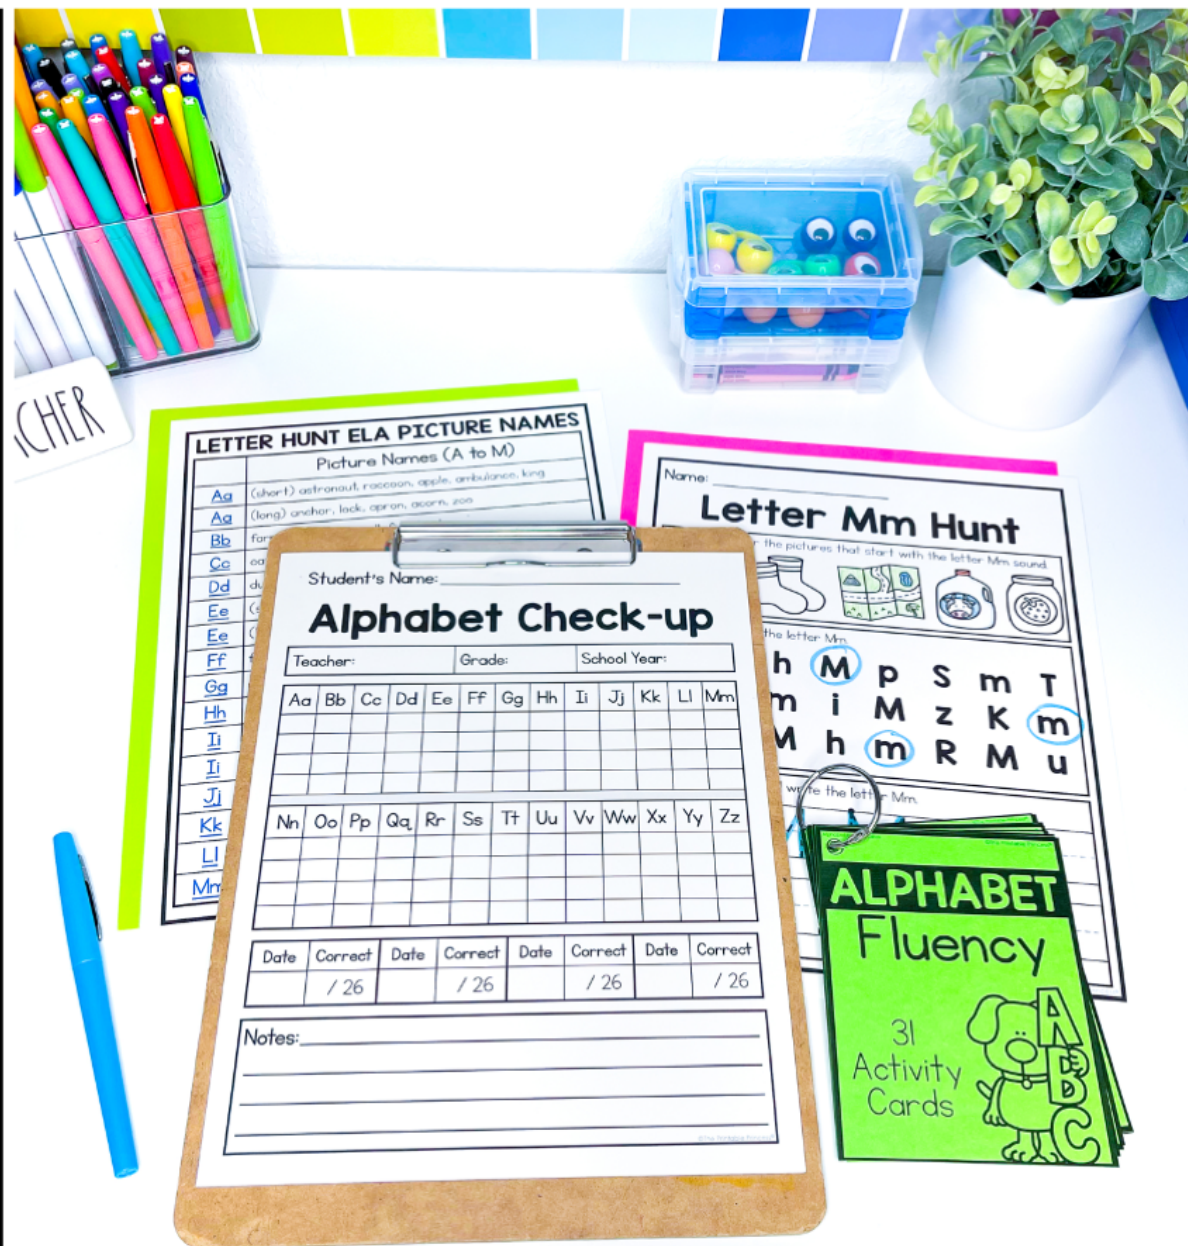 CHER
LETTER HUNT ELA PICTURE NAMES
Picture Names (A to M)
Aa (short) astronaut, raccoon, apple, ambulance, king
Aa (long) anchor, lock, apron, acorn, zoo
Bb
Cc
Dd
Ee
Ee
Ff
Gg
Hh
Ii
Ii
Jj
Kk
Ll
Mm
Name:
Letter Mm Hunt
the pictures that start with the letter Mm sound.
the letter Mm.
h M p S m T
m i M z K m
M h m R M u
write the letter Mm.
Student's Name:
Alphabet Check-up
Teacher: Grade: School Year:
Aa Bb Cc Dd Ee Ff Gg Hh Ii Jj Kk Ll Mm
Nn Oo Pp Qq Rr Ss Tt Uu Vv Ww Xx Yy Zz
Date Correct Date Correct Date Correct Date Correct
/ 26 / 26 / 26 / 26
Notes:
ALPHABET
Fluency
31
Activity
Cards
A
B
C